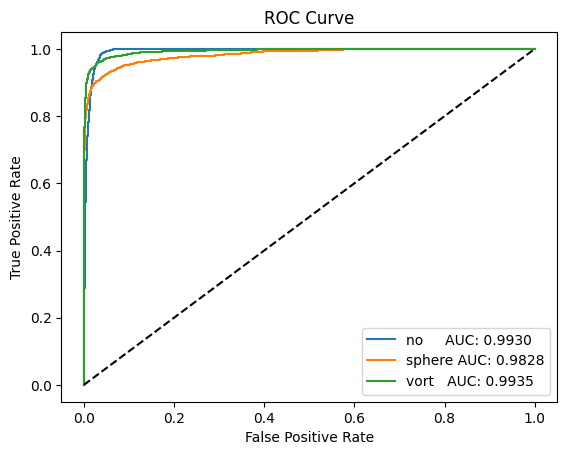 ROC Curve
True Positive Rate
1.0
0.8
0.6
0.4
0.2
0.0
no AUC: 0.9930
sphere AUC: 0.9828
vort AUC: 0.9935
0.0 0.2 0.4 0.6 0.8 1.0
False Positive Rate